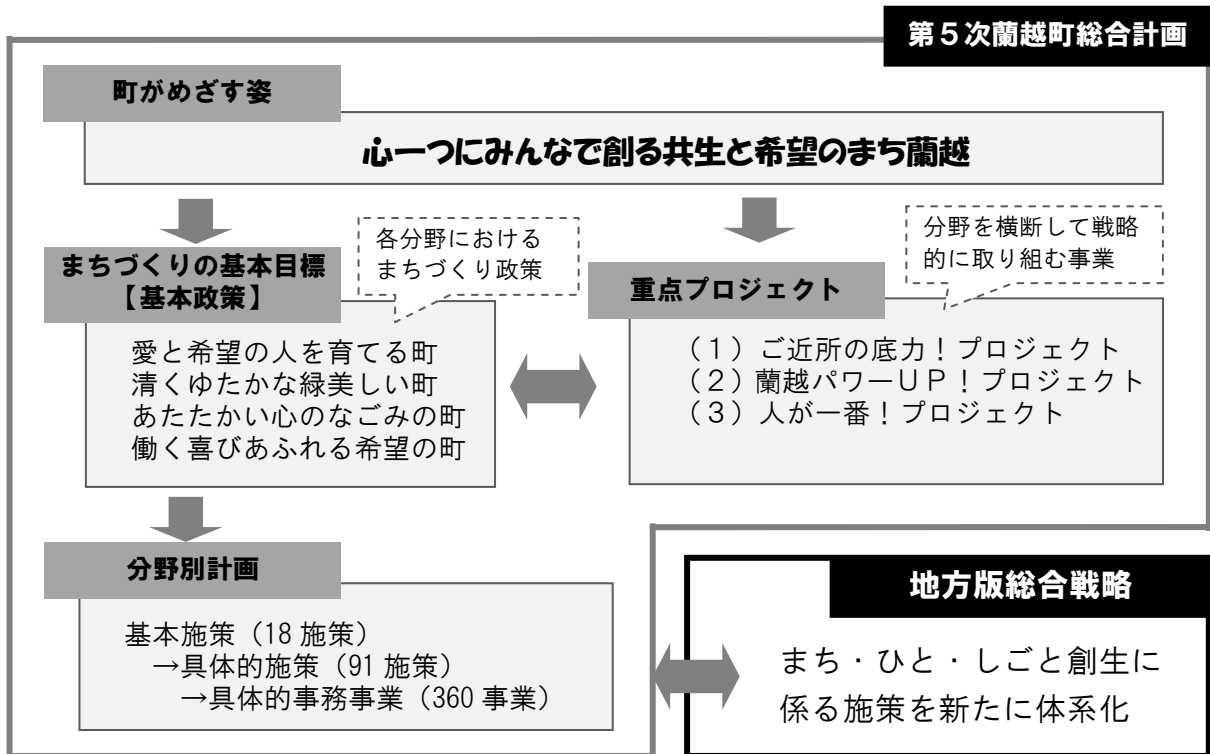 第5次蘭越町総合計画
町がめざす姿
心一つにみんなで創る共生と希望のまち蘭越
各分野における
まちづくり政策
まちづくりの基本目標
【基本政策】
愛と希望の人を育てる町
清くゆたかな緑美しい町
あたたかい心のなごみの町
働く喜びあふれる希望の町
分野を横断して戦略
的に取り組む事業
重点プロジェクト
（１）ご近所の底力！プロジェクト
（２）蘭越パワーＵＰ！プロジェクト
（３）人が一番！プロジェクト
分野別計画
基本施策（18 施策）
→具体的施策（91 施策）
→具体的事務事業（360 事業）
地方版総合戦略
まち・ひと・しごと創生に
係る施策を新たに体系化